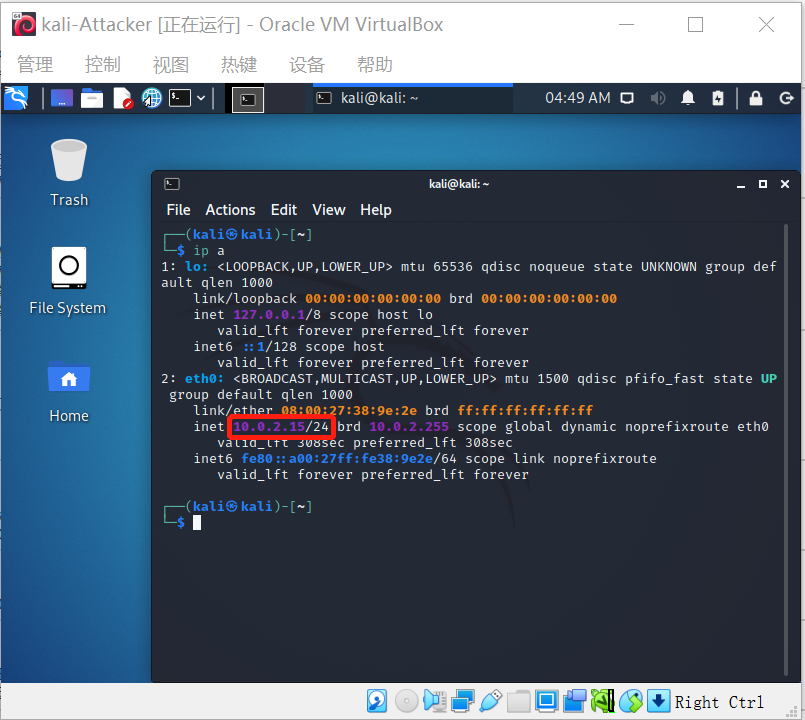 kali-Attacker [正在运行] - Oracle VM VirtualBox
管理 控制 视图 热键 设备 帮助
kali@kali: ~ 04:49 AM
Trash
File System
Home
kali@kali: ~
File Actions Edit View Help
┌──(kali㉿kali)-[~]
└─$ ip a
1: lo: <LOOPBACK,UP,LOWER_UP> mtu 65536 qdisc noqueue state UNKNOWN group def
ault qlen 1000
link/loopback 00:00:00:00:00:00 brd 00:00:00:00:00:00
inet 127.0.0.1/8 scope host lo
valid_lft forever preferred_lft forever
inet6 ::1/128 scope host
valid_lft forever preferred_lft forever
2: eth0: <BROADCAST,MULTICAST,UP,LOWER_UP> mtu 1500 qdisc pfifo_fast state UP
group default qlen 1000
link/ether 08:00:27:38:9e:2e brd ff:ff:ff:ff:ff:ff
inet 10.0.2.15/24 brd 10.0.2.255 scope global dynamic noprefixroute eth0
valid_lft 308sec preferred_lft 308sec
inet6 fe80::a00:27ff:fe38:9e2e/64 scope link noprefixroute
valid_lft forever preferred_lft forever
┌──(kali㉿kali)-[~]
└─$
Right Ctrl